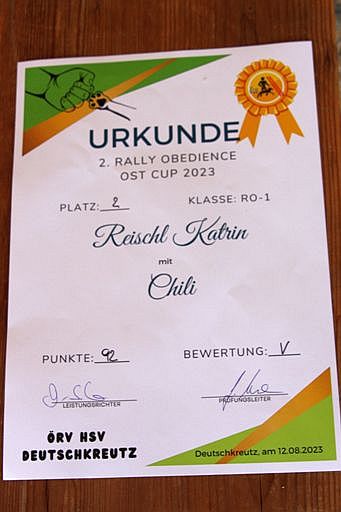 URKUNDE
2. RALLY OBEDIENCE
OST CUP 2023
PLATZ: 2 KLASSE: RO-1
Reischl Katrin
mit
Chili
PUNKTE: 92 BEWERTUNG: V
LEISTUNGSRICHTER PRÜFUNGSLEITER
ÖRV HSV
DEUTSCHKREUTZ
Deutschkreutz, am 12.08.2023